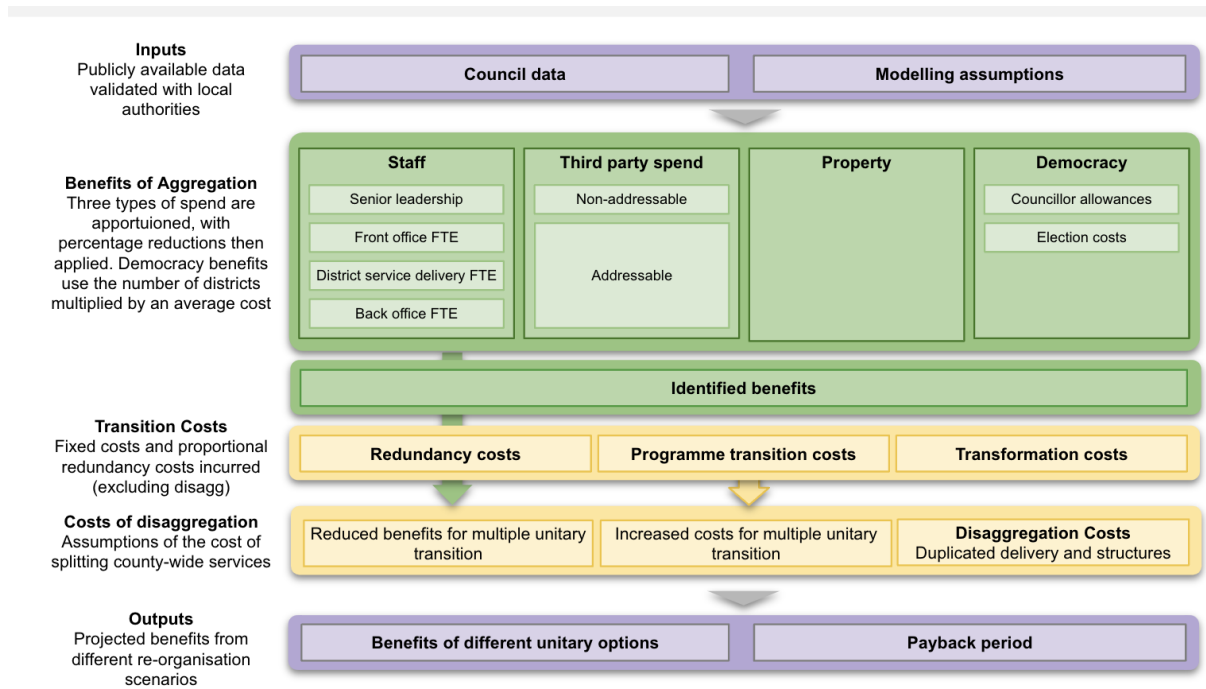 Inputs
Publicly available data
validated with local
authorities
Council data
Modelling assumptions
Benefits of Aggregation
Three types of spend are
apportuioned, with
percentage reductions then
applied. Democracy benefits
use the number of districts
multiplied by an average cost
Staff
Senior leadership
Front office FTE
District service delivery FTE
Back office FTE
Third party spend
Non-addressable
Addressable
Property
Democracy
Councillor allowances
Election costs
Identified benefits
Transition Costs
Fixed costs and proportional
redundancy costs incurred
(excluding disagg)
Redundancy costs
Programme transition costs
Transformation costs
Costs of disaggregation
Assumptions of the cost of
splitting county-wide services
Reduced benefits for multiple unitary
transition
Increased costs for multiple unitary
transition
Disaggregation Costs
Duplicated delivery and structures
Outputs
Projected benefits from
different re-organisation
scenarios
Benefits of different unitary options
Payback period